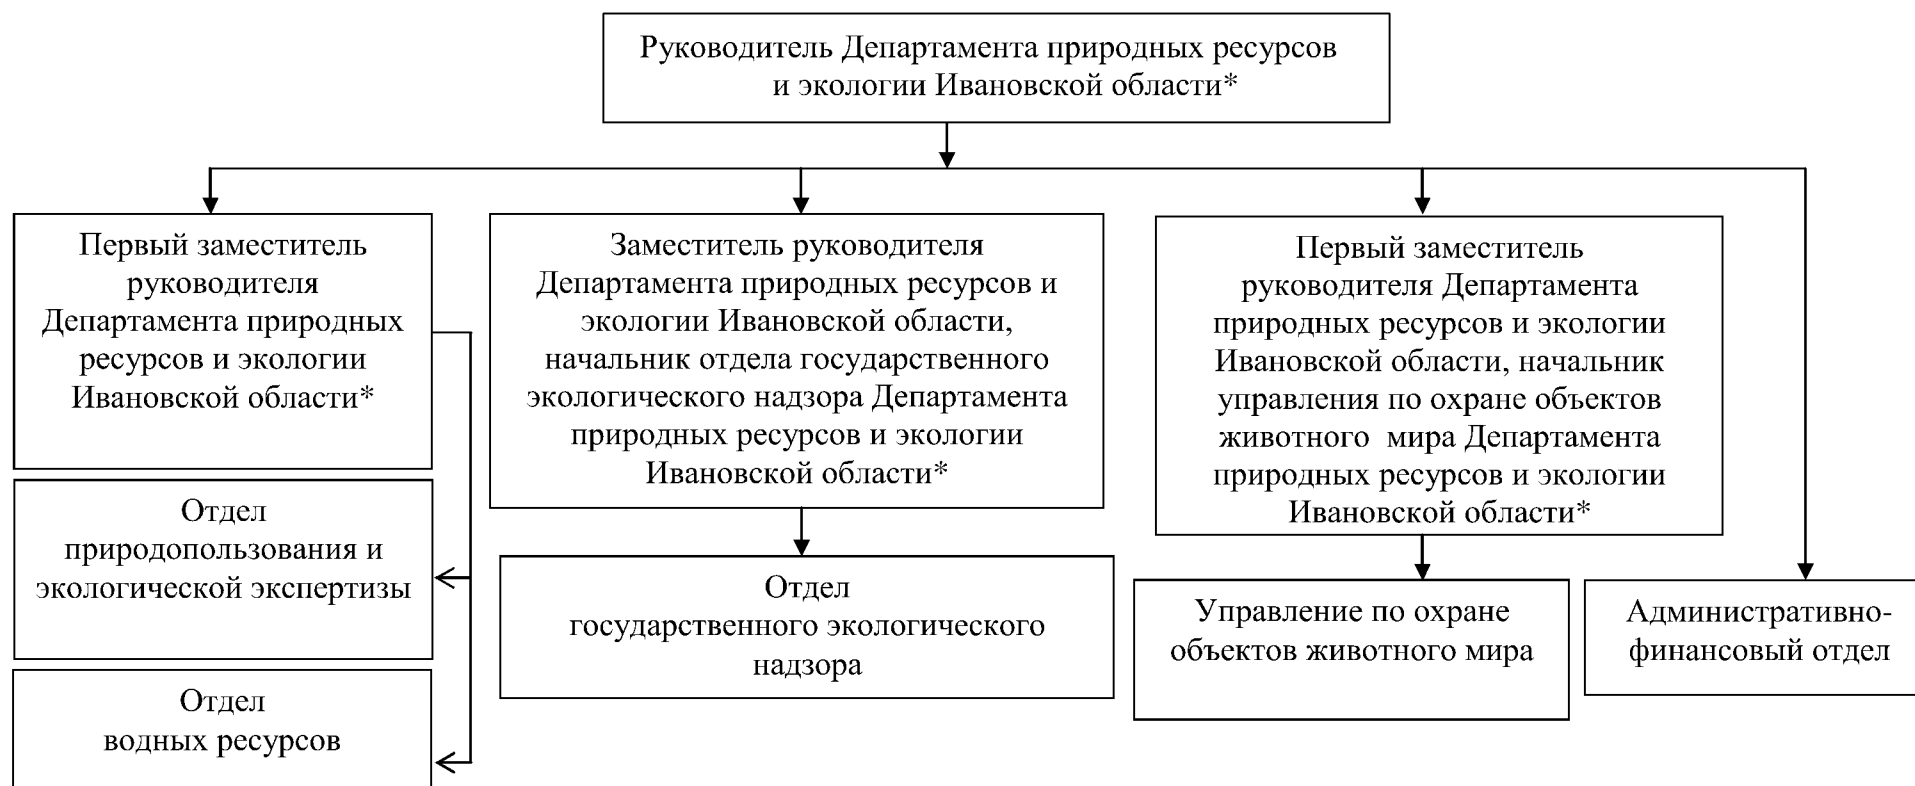 Руководитель Департамента природных ресурсов
и экологии Ивановской области*
Первый заместитель
руководителя
Департамента природных
ресурсов и экологии
Ивановской области*
Заместитель руководителя
Департамента природных ресурсов и
экологии Ивановской области,
начальник отдела государственного
экологического надзора Департамента
природных ресурсов и экологии
Ивановской области*
Первый заместитель
руководителя Департамента
природных ресурсов и экологии
Ивановской области, начальник
управления по охране объектов
животного мира Департамента
природных ресурсов и экологии
Ивановской области*
Отдел
природопользования и
экологической экспертизы
Отдел
государственного экологического
надзора
Управление по охране
объектов животного мира
Административно-
финансовый отдел
Отдел
водных ресурсов